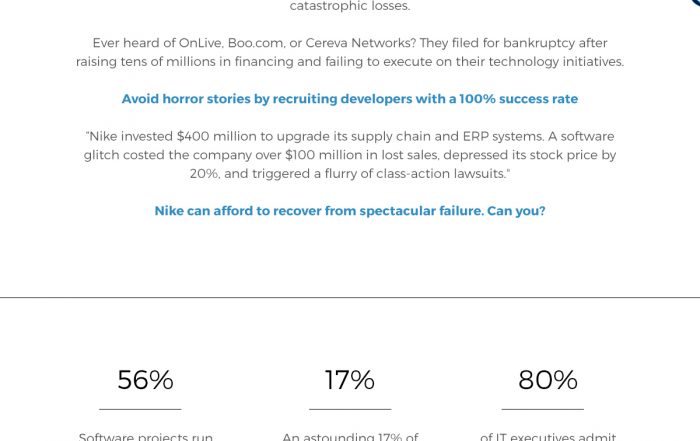 catastrophic losses.
Ever heard of OnLive, Boo.com, or Cereva Networks? They filed for bankruptcy after
raising tens of millions in financing and failing to execute on their technology initiatives.
Avoid horror stories by recruiting developers with a 100% success rate
"Nike invested $400 million to upgrade its supply chain and ERP systems. A software
glitch costed the company over $100 million in lost sales, depressed its stock price by
20%, and triggered a flurry of class-action lawsuits."
Nike can afford to recover from spectacular failure. Can you?
56%
17%
80%
Software projects run
An astounding 17% of
of IT executives admit